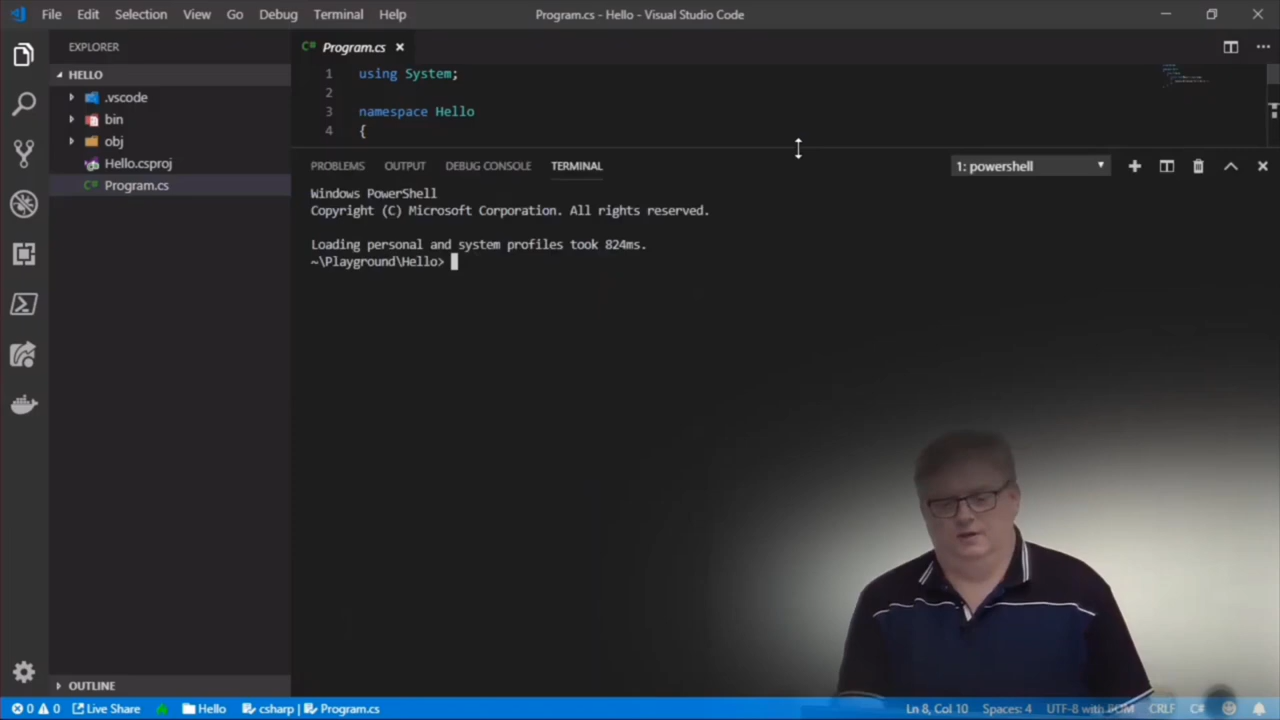 File Edit Selection View Go Debug Terminal Help
Program.cs - Hello - Visual Studio Code
EXPLORER
HELLO
.vscode
bin
obj
Hello.csproj
C# Program.cs
OUTLINE
C# Program.cs
1 using System;
2
3 namespace Hello
4 {
PROBLEMS OUTPUT DEBUG CONSOLE TERMINAL 1: powershell
Windows PowerShell
Copyright (C) Microsoft Corporation. All rights reserved.
Loading personal and system profiles took 824ms.
~\Playground\Hello>
0 0 Live Share Hello csharp | Program.cs Ln 8, Col 10 Spaces: 4 UTF-8 with BOM CRLF C#